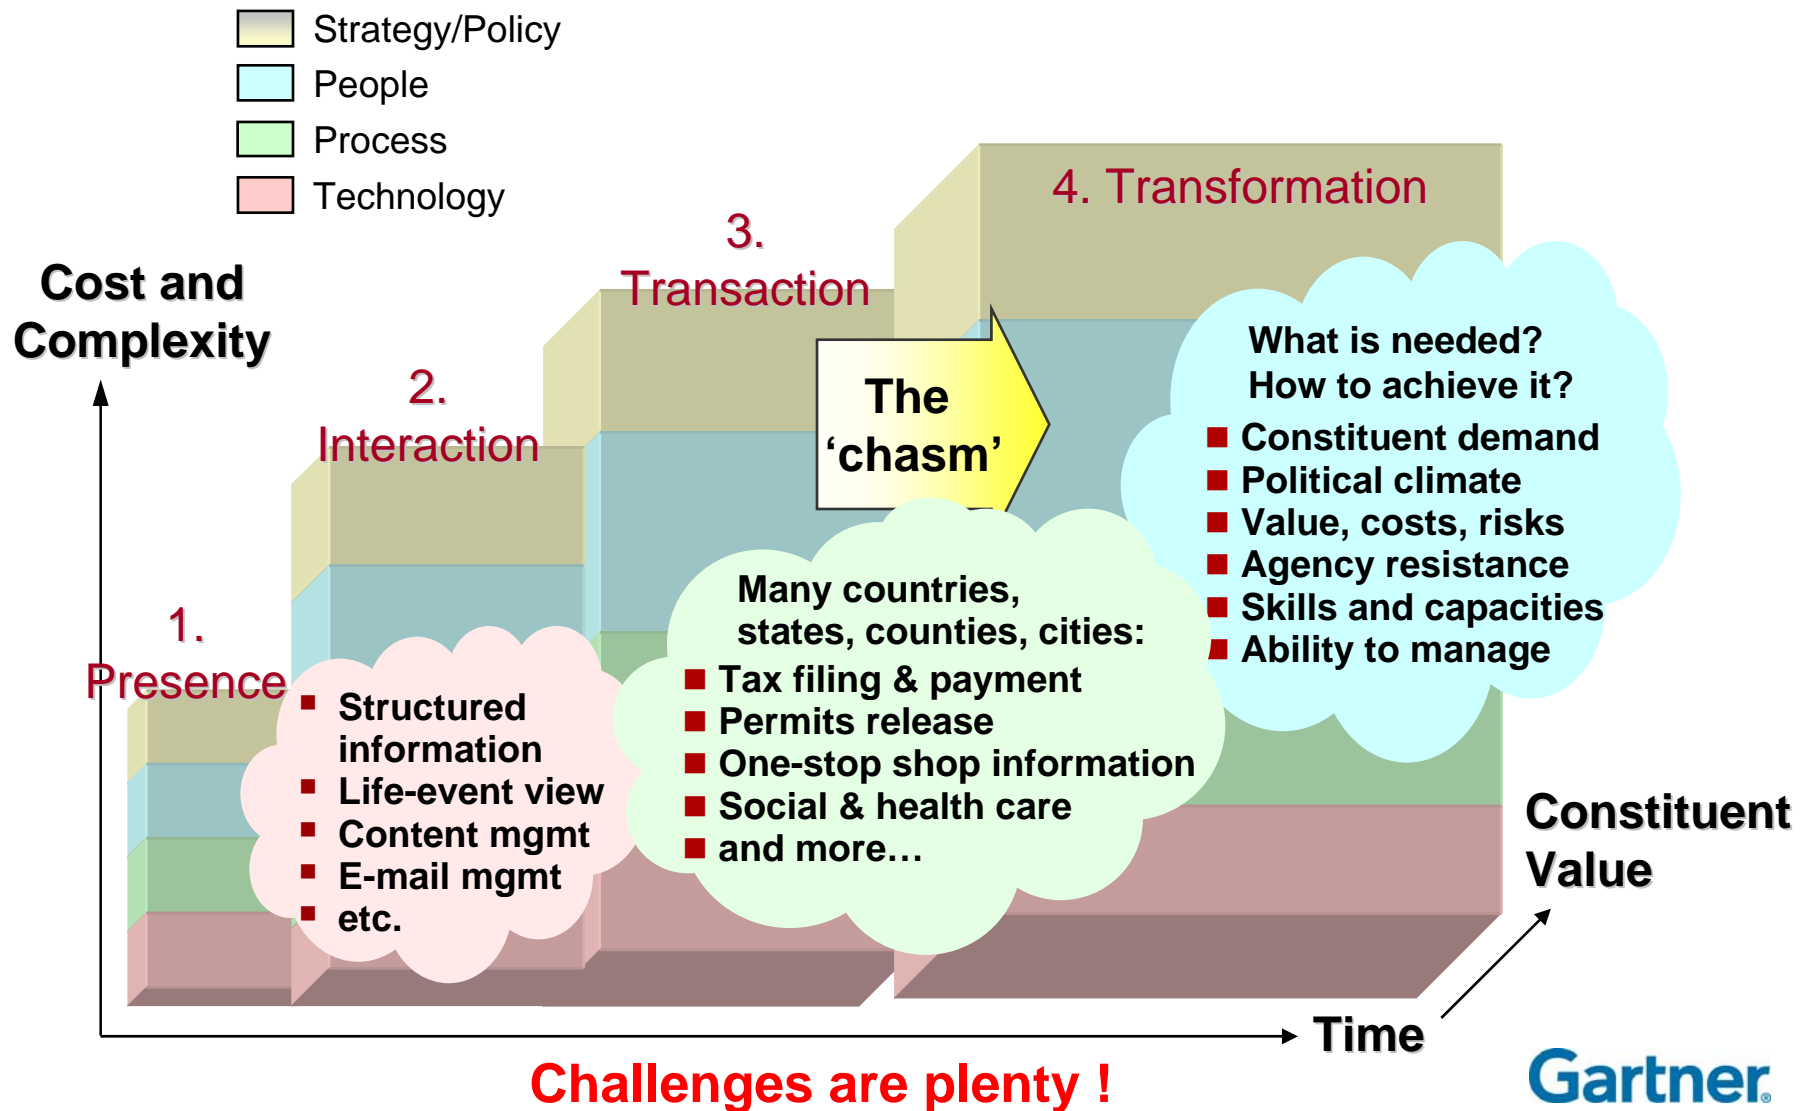 Strategy/Policy
People
Process
Technology
Cost and
Complexity
1.
Presence
2.
Interaction
3.
Transaction
4. Transformation
The
‘chasm’
What is needed?
How to achieve it?
Constituent demand
Political climate
Value, costs, risks
Agency resistance
Skills and capacities
Ability to manage
Many countries,
states, counties, cities:
Tax filing & payment
Permits release
One-stop shop information
Social & health care
and more…
Structured
information
Life-event view
Content mgmt
E-mail mgmt
etc.
Constituent
Value
Time
Challenges are plenty !
Gartner®